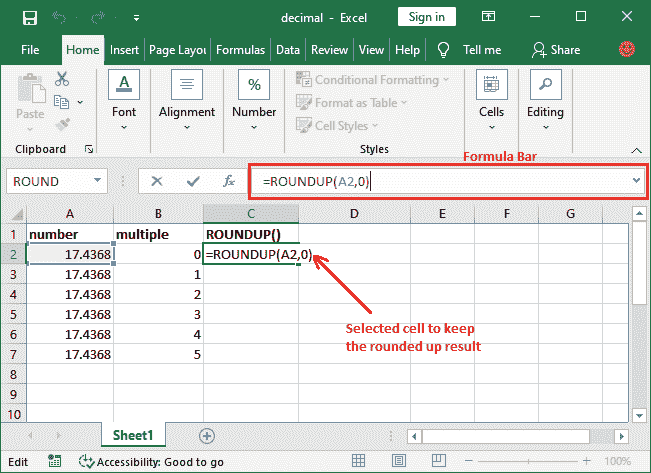 decimal - Excel Sign in
File Home Insert Page Layou Formulas Data Review View Help Tell me Share
Paste Font Alignment Number Conditional Formatting Format as Table Cell Styles Cells Editing
Clipboard Styles
Formula Bar
ROUND fx =ROUNDUP(A2,0)
A B C D E F G
1 number multiple ROUNDUP()
2 17.4368 0 =ROUNDUP(A2,0)
3 17.4368 1
4 17.4368 2
5 17.4368 3
6 17.4368 4
7 17.4368 5
8
9
10
Selected cell to keep
the rounded up result
Sheet1
Edit Accessibility: Good to go 100%